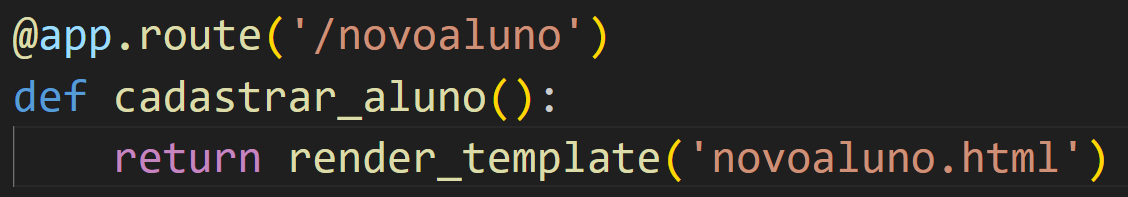 @app.route('/novoaluno')
def cadastrar_aluno():
    return render_template('novoaluno.html')